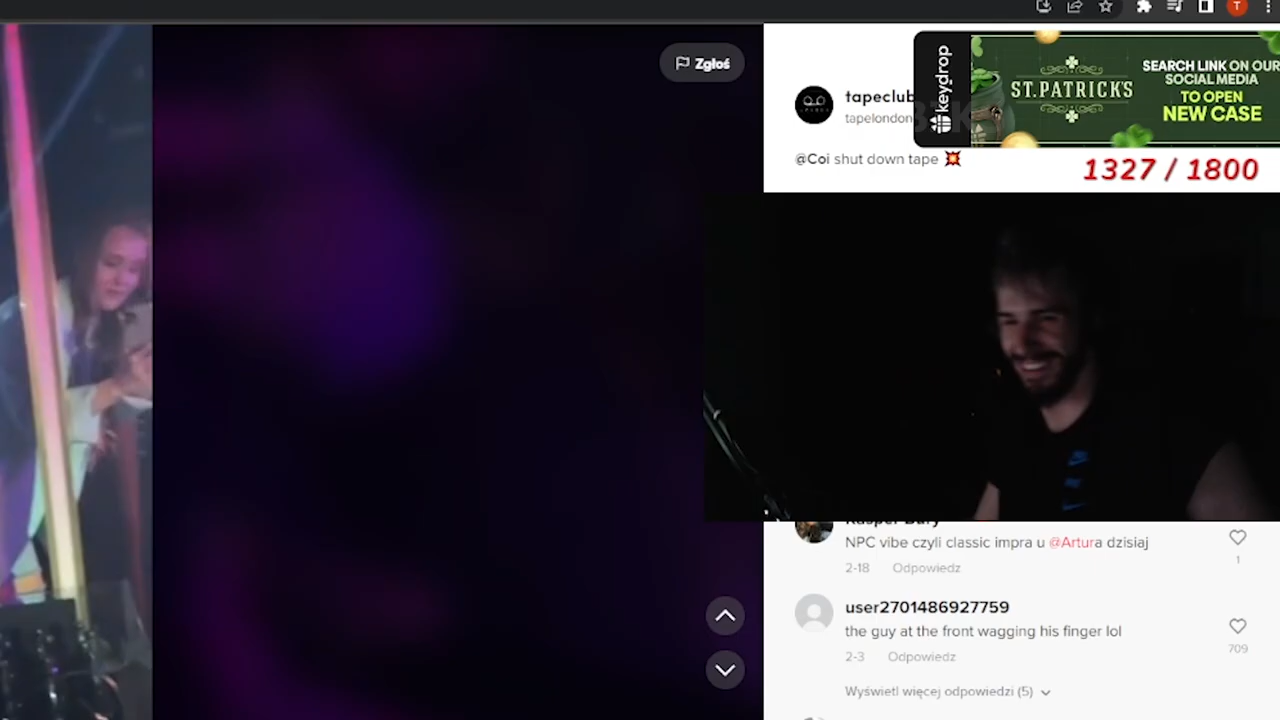 Zgłoś
T
tapeclub
tapelondon
@Coi shut down tape
keydrop
ST. PATRICK'S
SEARCH LINK ON OUR
SOCIAL MEDIA
TO OPEN
NEW CASE
1327 / 1800
NPC vibe czyli classic impra u @Artura dzisiaj
2-18 Odpowiedz
1
user2701486927759
the guy at the front wagging his finger lol
709
2-3 Odpowiedz
Wyświetl więcej odpowiedzi (5)